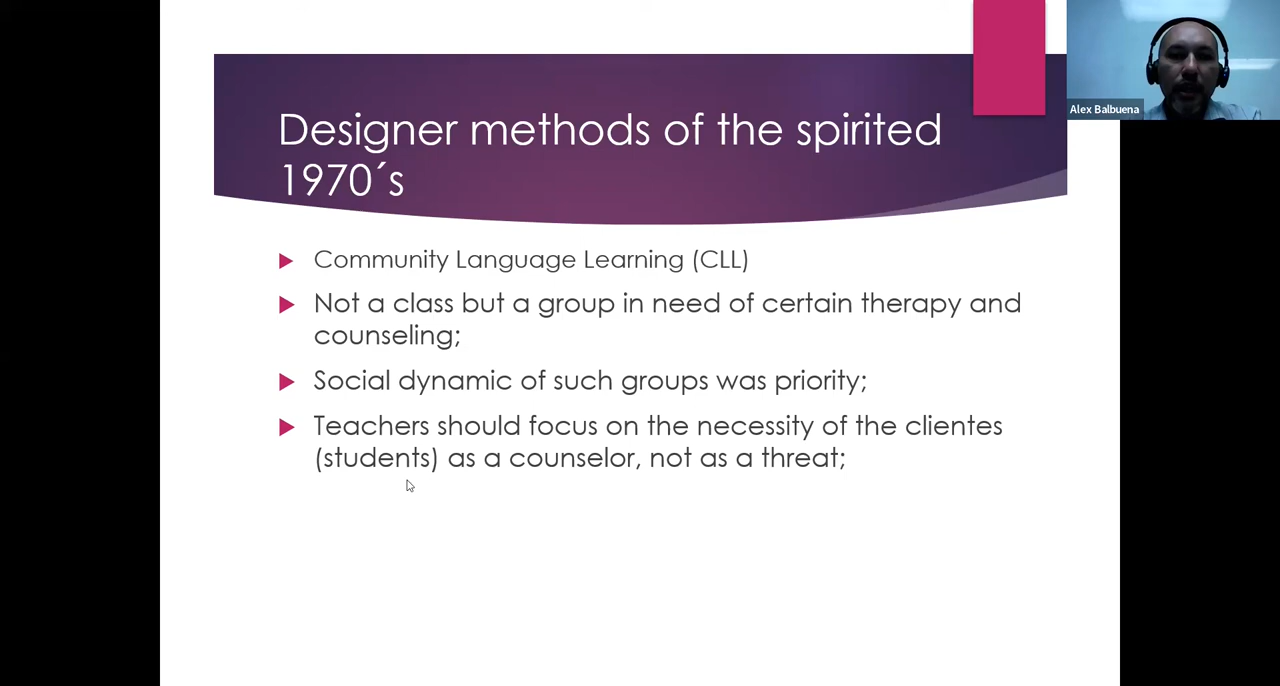 Designer methods of the spirited
1970´s
Alex Balbuena
Community Language Learning (CLL)
Not a class but a group in need of certain therapy and
counseling;
Social dynamic of such groups was priority;
Teachers should focus on the necessity of the clientes
(students) as a counselor, not as a threat;